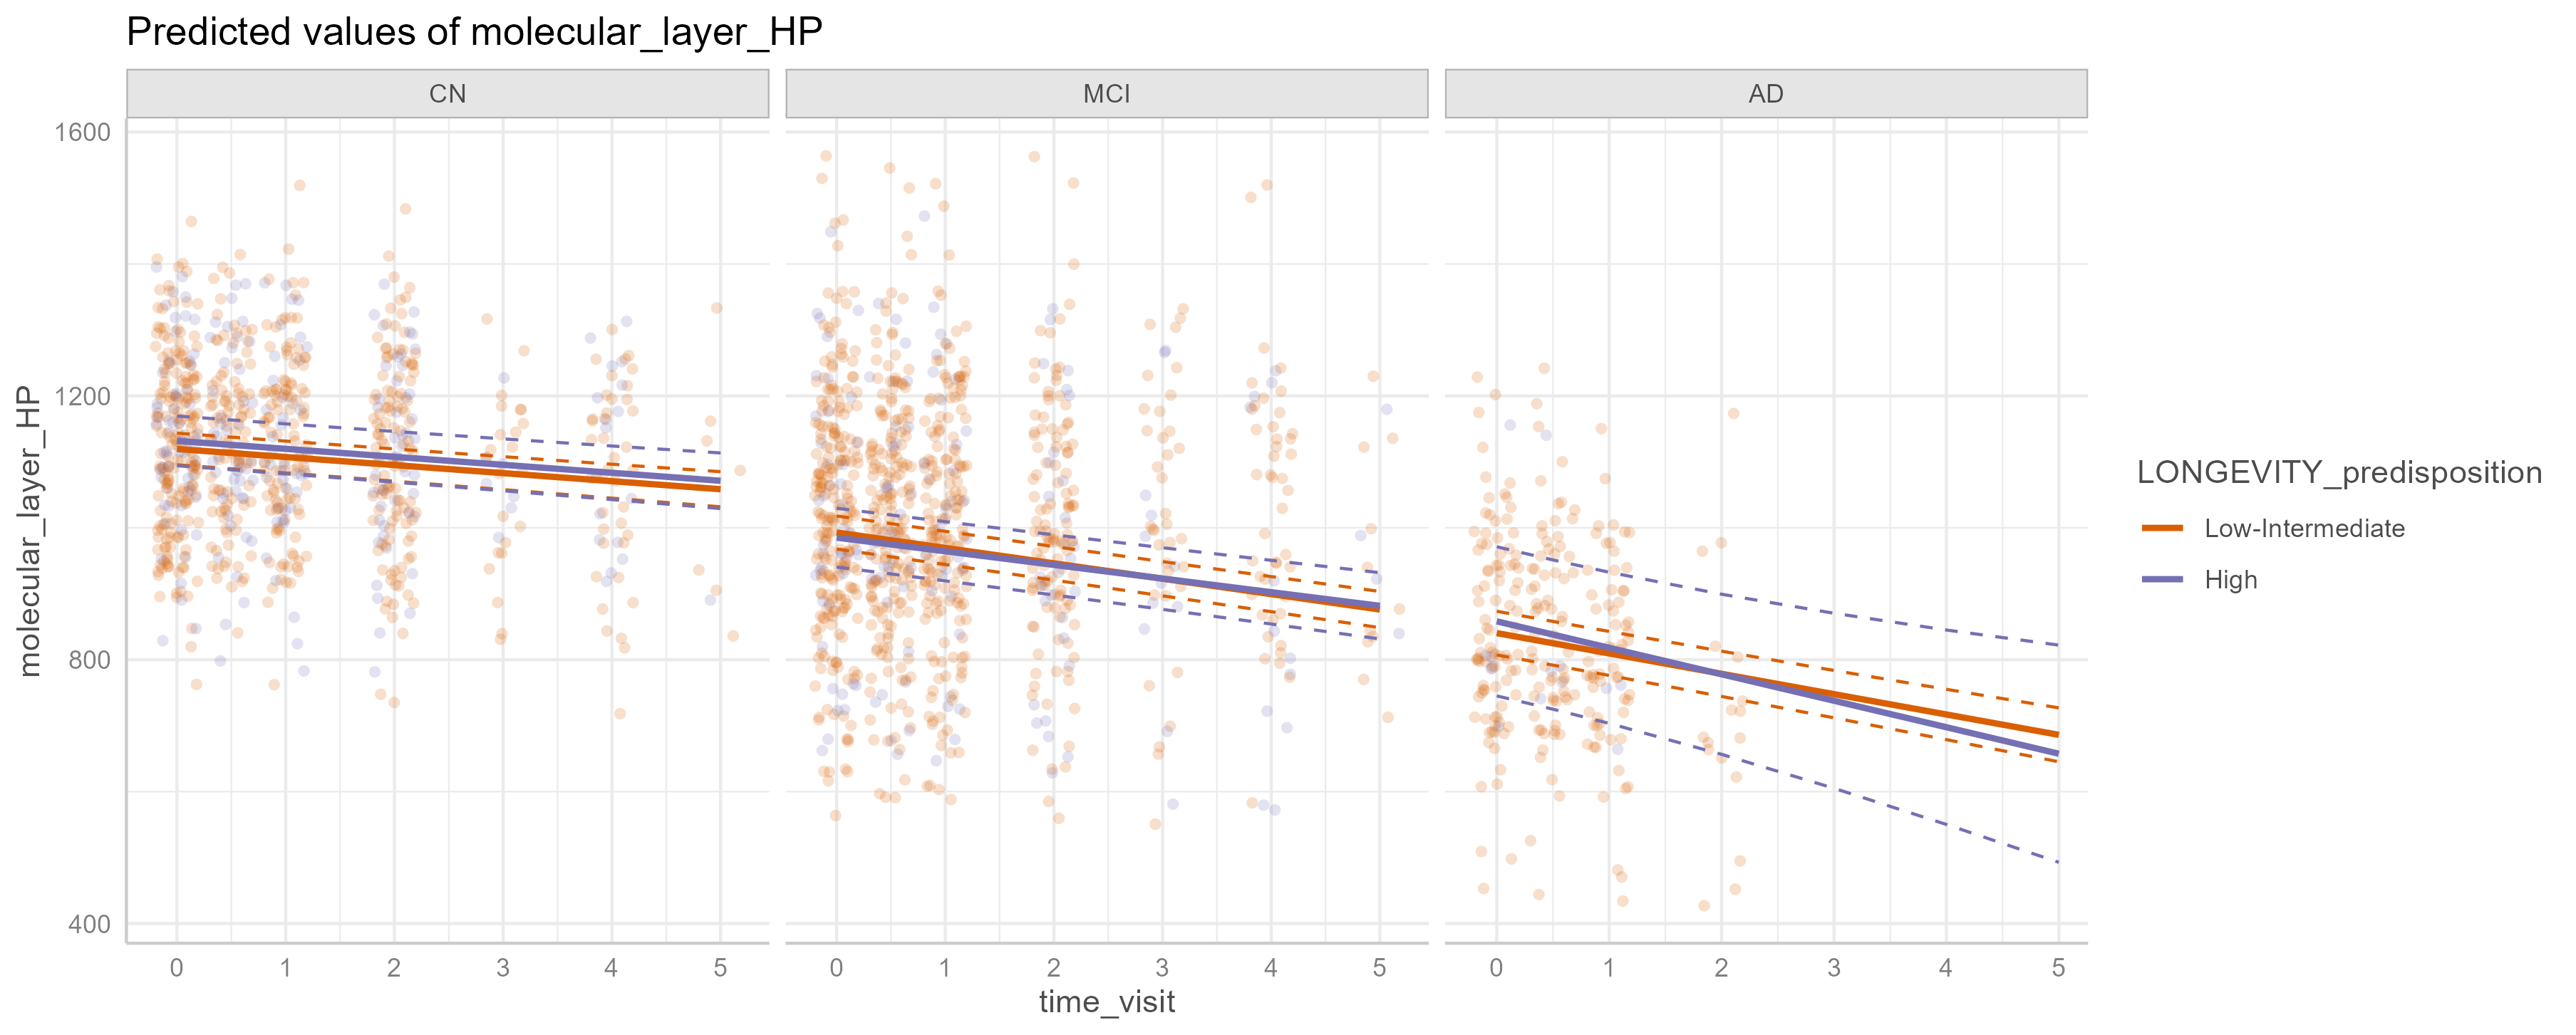 Predicted values of molecular_layer_HP
CN
MCI
AD
molecular_layer_HP
1600
1200
800
400
0 1 2 3 4 5
0 1 2 3 4 5
0 1 2 3 4 5
time_visit
LONGEVITY_predisposition
Low-Intermediate
High